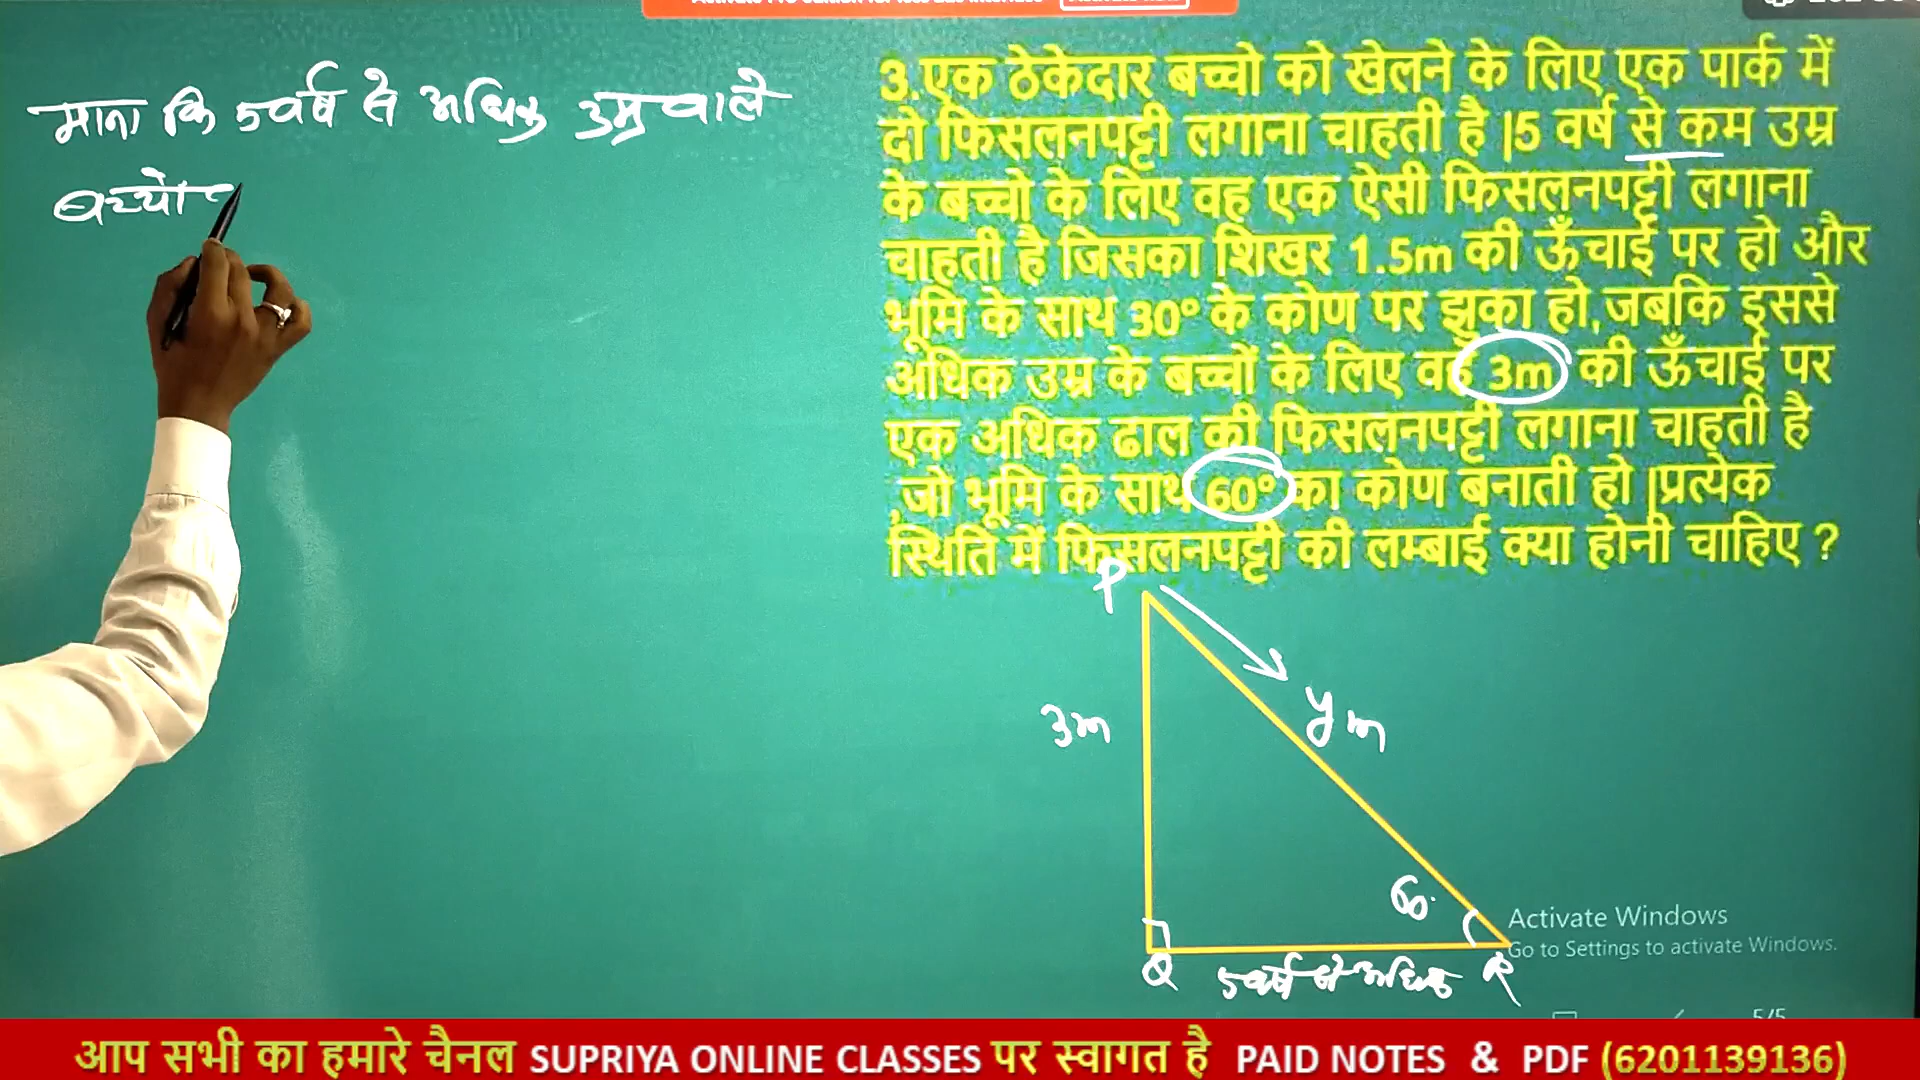 माना कि 5 वर्ष से अधिक उम्र वाले
बच्चो
3.एक ठेकेदार बच्चो को खेलने के लिए एक पार्क में
दो फिसलनपट्टी लगाना चाहती है |5 वर्ष से कम उम्र
के बच्चो के लिए वह एक ऐसी फिसलनपट्टी लगाना
चाहती है जिसका शिखर 1.5m की ऊँचाई पर हो और
भूमि के साथ 30° के कोण पर झुका हो,जबकि इससे
अधिक उम्र के बच्चों के लिए वह 3m की ऊँचाई पर
एक अधिक ढाल की फिसलनपट्टी लगाना चाहती है
,जो भूमि के साथ 60° का कोण बनाती हो |प्रत्येक
स्थिति में फिसलनपट्टी की लम्बाई क्या होनी चाहिए ?
P
3m
y m
60°
Q
5 वर्ष से अधिक
R
Activate Windows
Go to Settings to activate Windows.
5/5
आप सभी का हमारे चैनल SUPRIYA ONLINE CLASSES पर स्वागत है PAID NOTES & PDF (6201139136)